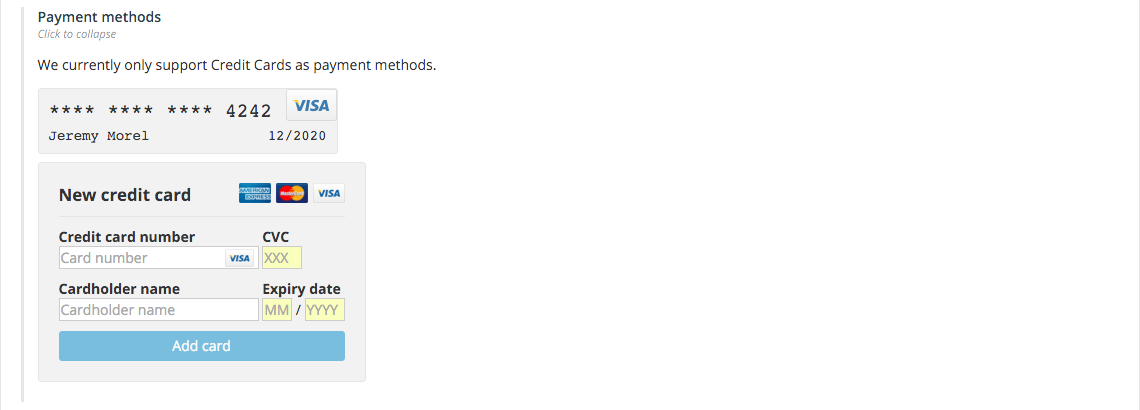 Payment methods
Click to collapse
We currently only support Credit Cards as payment methods.
**** **** **** 4242 VISA
Jeremy Morel 12/2020
New credit card AMERICAN EXPRESS MasterCard VISA
Credit card number CVC
Card number VISA XXX
Cardholder name Expiry date
Cardholder name MM / YYYY
Add card